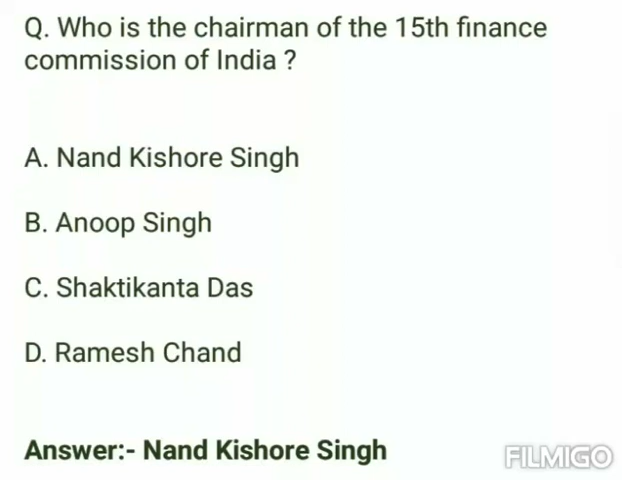 Q. Who is the chairman of the 15th finance
commission of India ?
A. Nand Kishore Singh
B. Anoop Singh
C. Shaktikanta Das
D. Ramesh Chand
Answer:- Nand Kishore Singh
FILMIGO